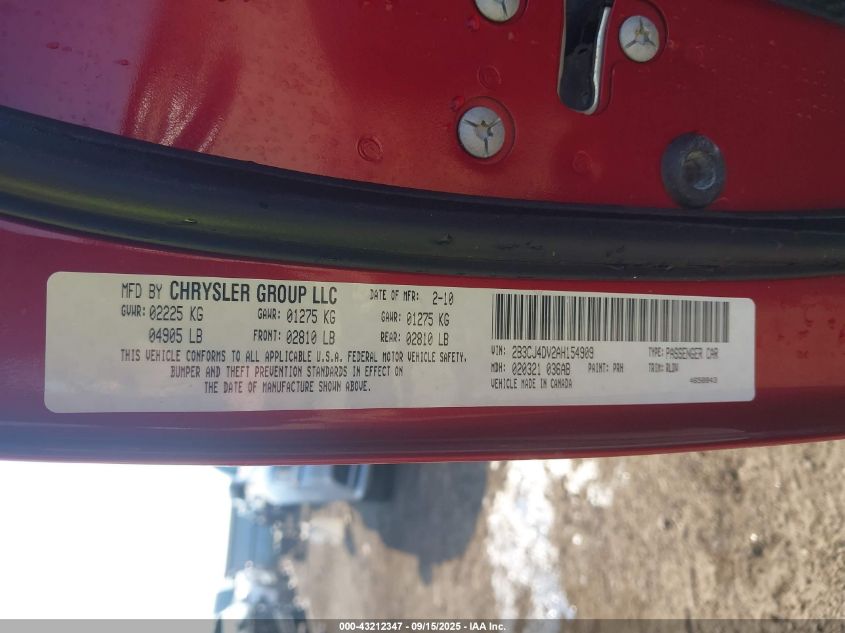 MFD BY CHRYSLER GROUP LLC DATE OF MFR: 2-10
GVWR: 02225 KG GAWR: 01275 KG GAWR: 01275 KG
04905 LB FRONT: 02810 LB REAR: 02810 LB
THIS VEHICLE CONFORMS TO ALL APPLICABLE U.S.A. FEDERAL MOTOR VEHICLE SAFETY,
BUMPER AND THEFT PREVENTION STANDARDS IN EFFECT ON
THE DATE OF MANUFACTURE SHOWN ABOVE.
VIN: 2B3CJ4DV2AH154909 TYPE: PASSENGER CAR
MDH: 020321 036AB PAINT: PRH TRIM: RLDV
VEHICLE MADE IN CANADA
000-43212347 - 09/15/2025 - IAA Inc.